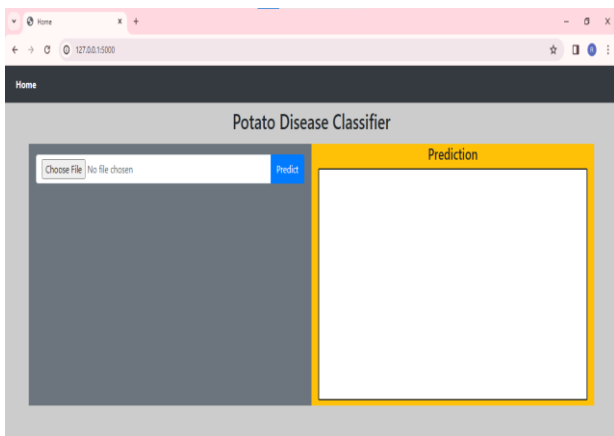 Home
127.0.0.1:5000
Home
Potato Disease Classifier
Choose File No file chosen
Predict
Prediction